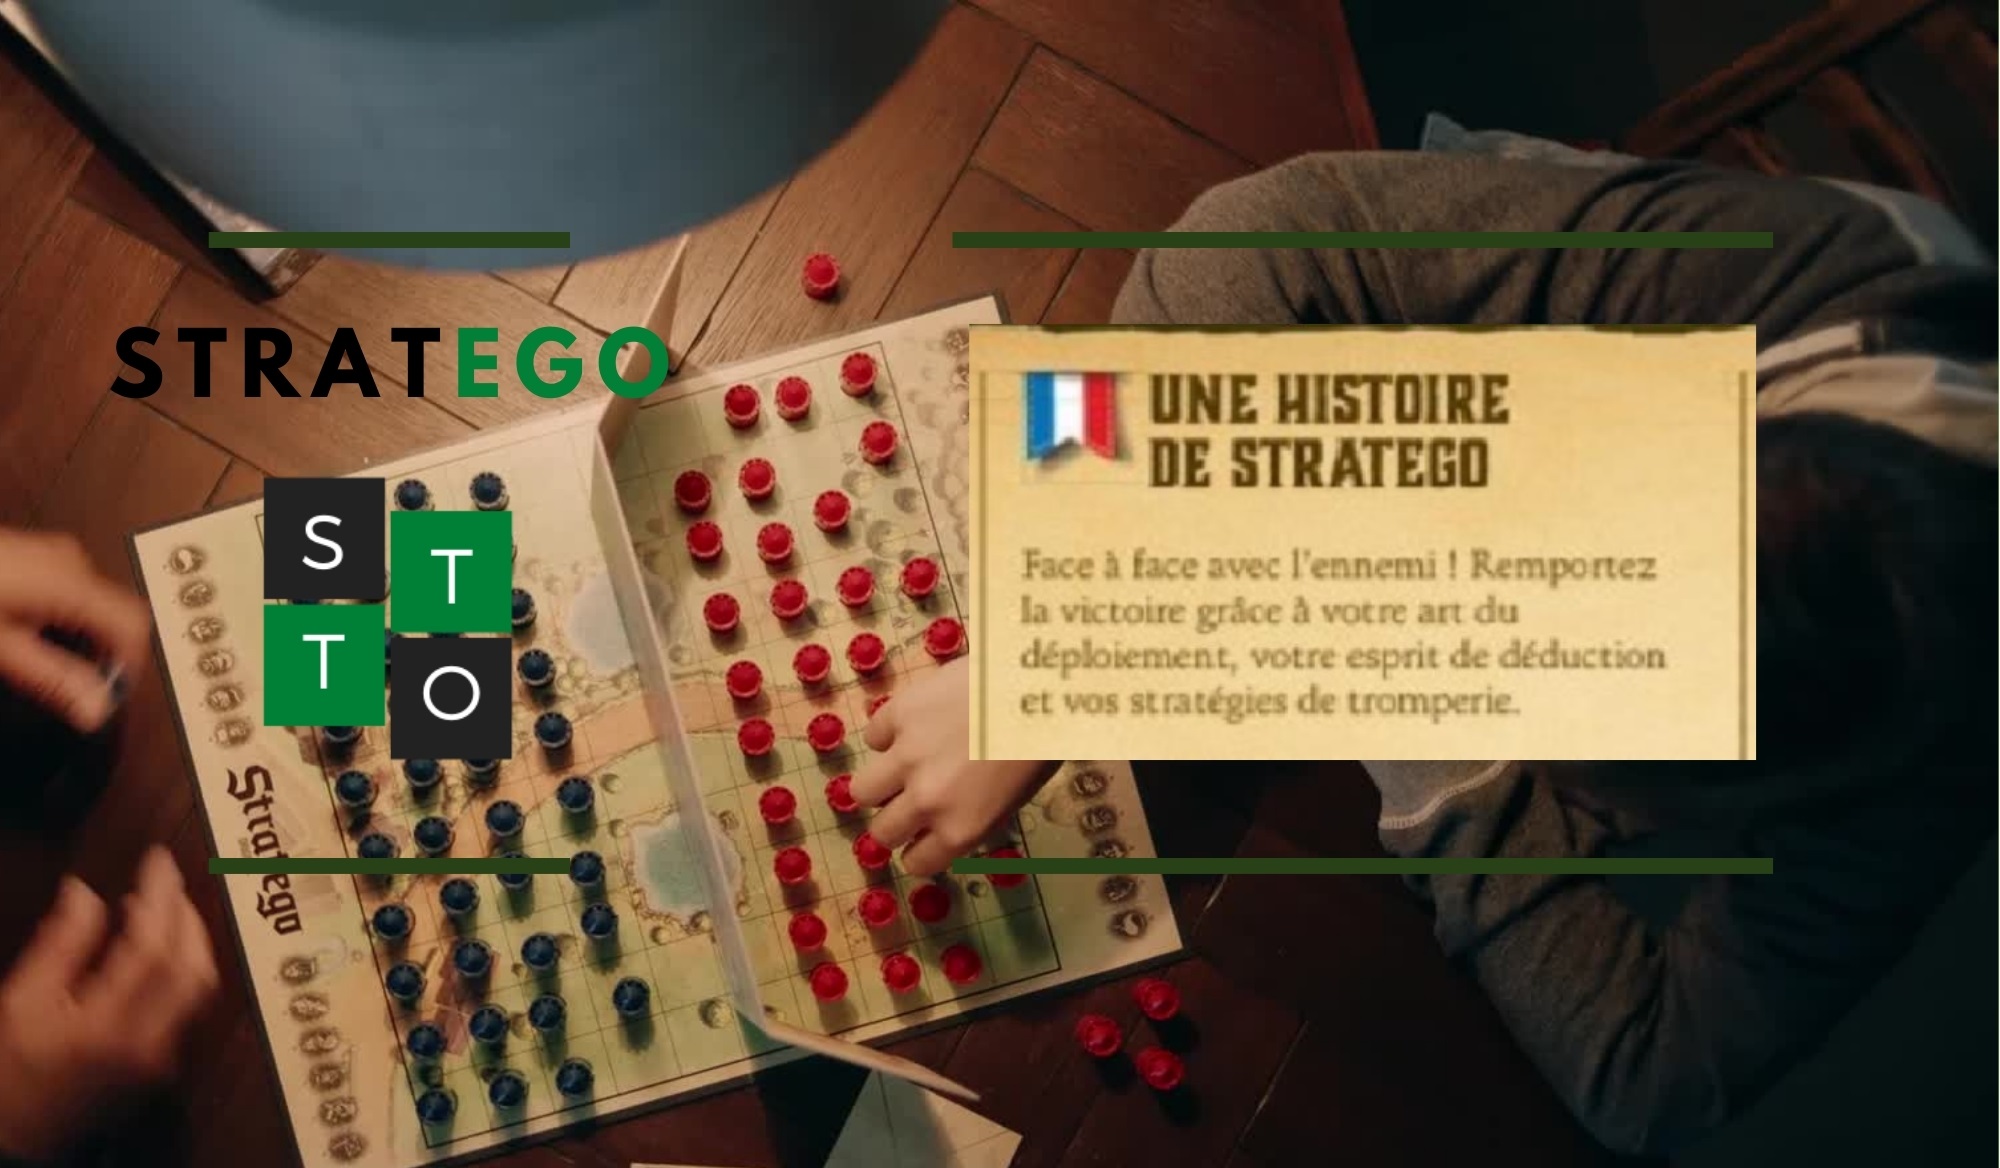 STRATEGO
S
T
T
O
Stratego
UNE HISTOIRE
DE STRATEGO
Face à face avec l'ennemi ! Remportez
la victoire grâce à votre art du
déploiement, votre esprit de déduction
et vos stratégies de tromperie.